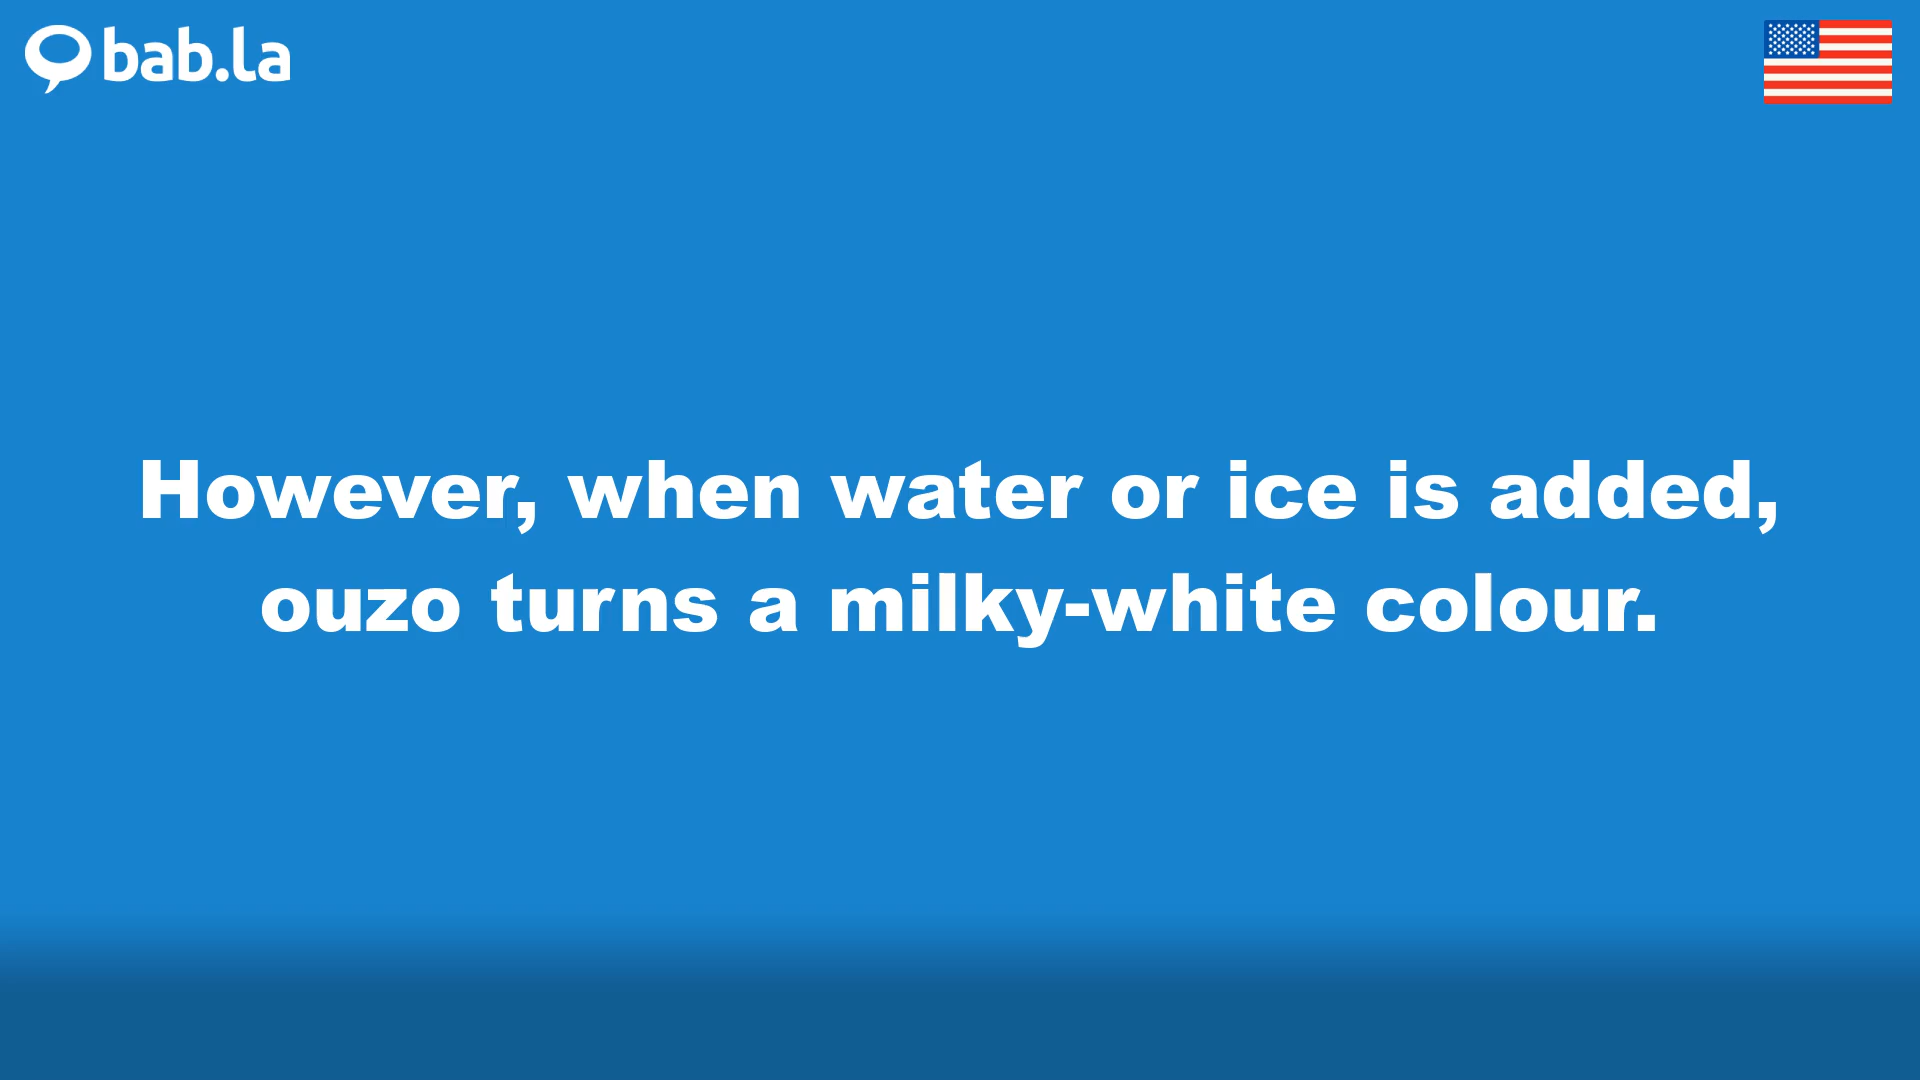 bab.la
However, when water or ice is added,
ouzo turns a milky-white colour.